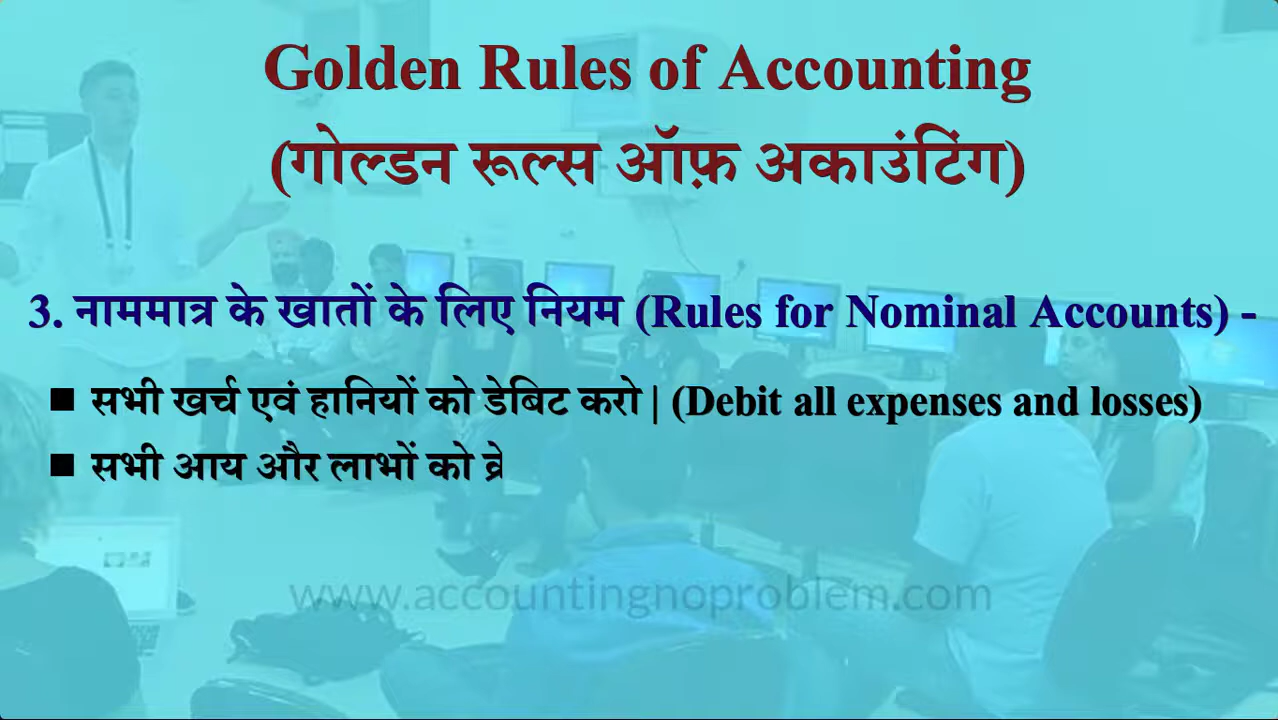 Golden Rules of Accounting
(गोल्डन रूल्स ऑफ़ अकाउंटिंग)
3. नाममात्र के खातों के लिए नियम (Rules for Nominal Accounts) -
■ सभी खर्च एवं हानियों को डेबिट करो | (Debit all expenses and losses)
■ सभी आय और लाभों को
www.accountingnoproblem.com